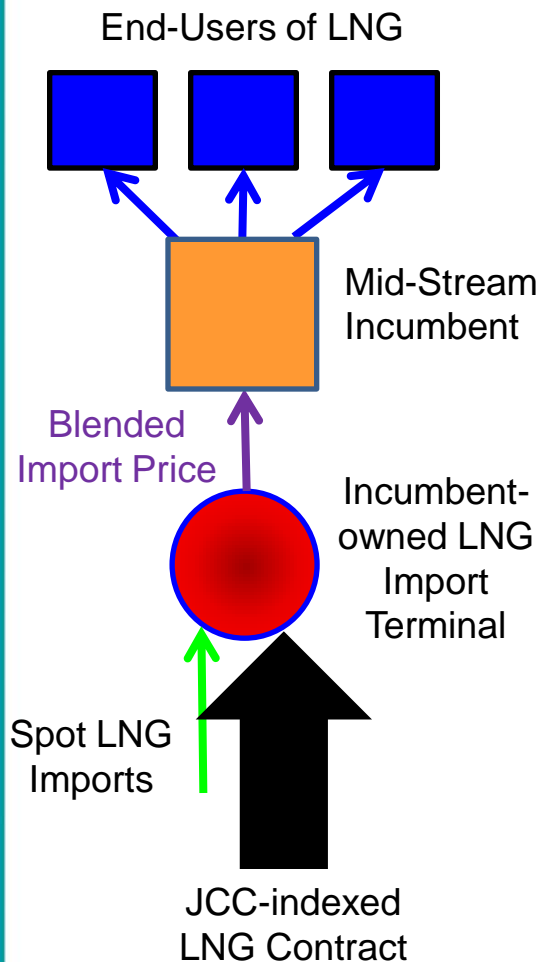 End-Users of LNG
Mid-Stream
Incumbent
Blended
Import Price
Incumbent-
owned LNG
Import
Terminal
Spot LNG
Imports
JCC-indexed
LNG Contract